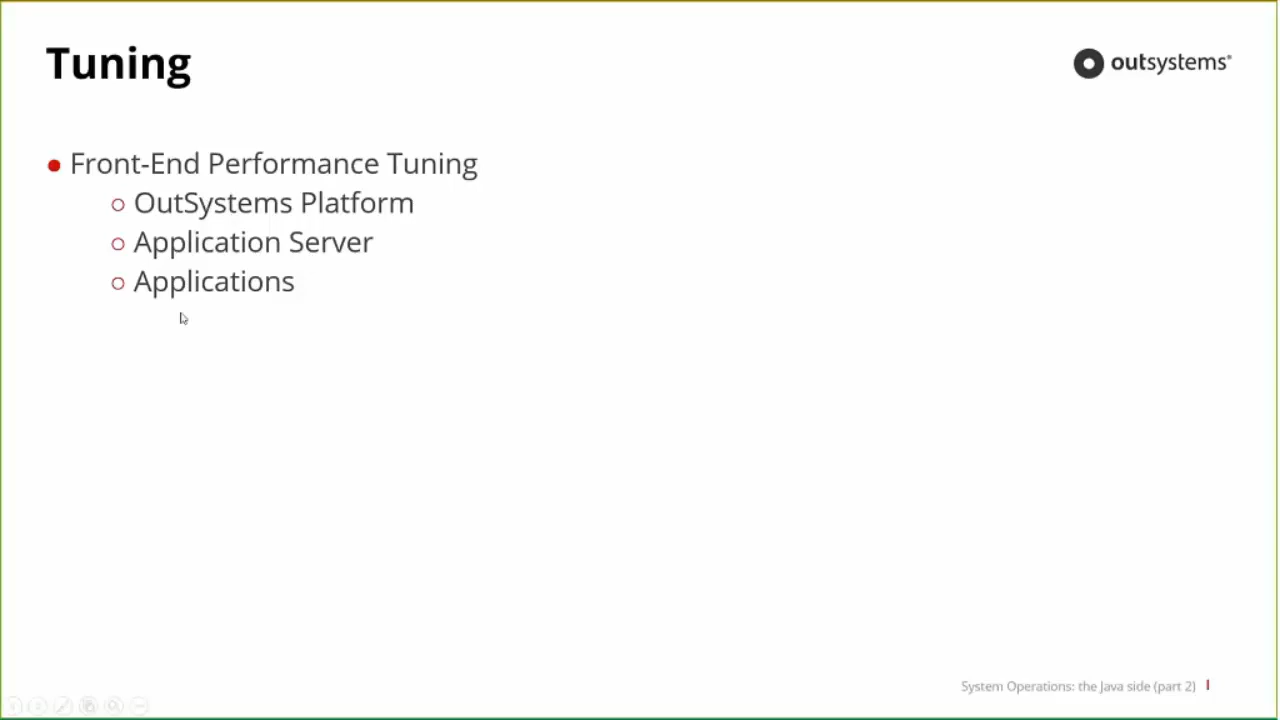 Tuning
outsystems®
● Front-End Performance Tuning
○ OutSystems Platform
○ Application Server
○ Applications
System Operations: the Java side (part 2)